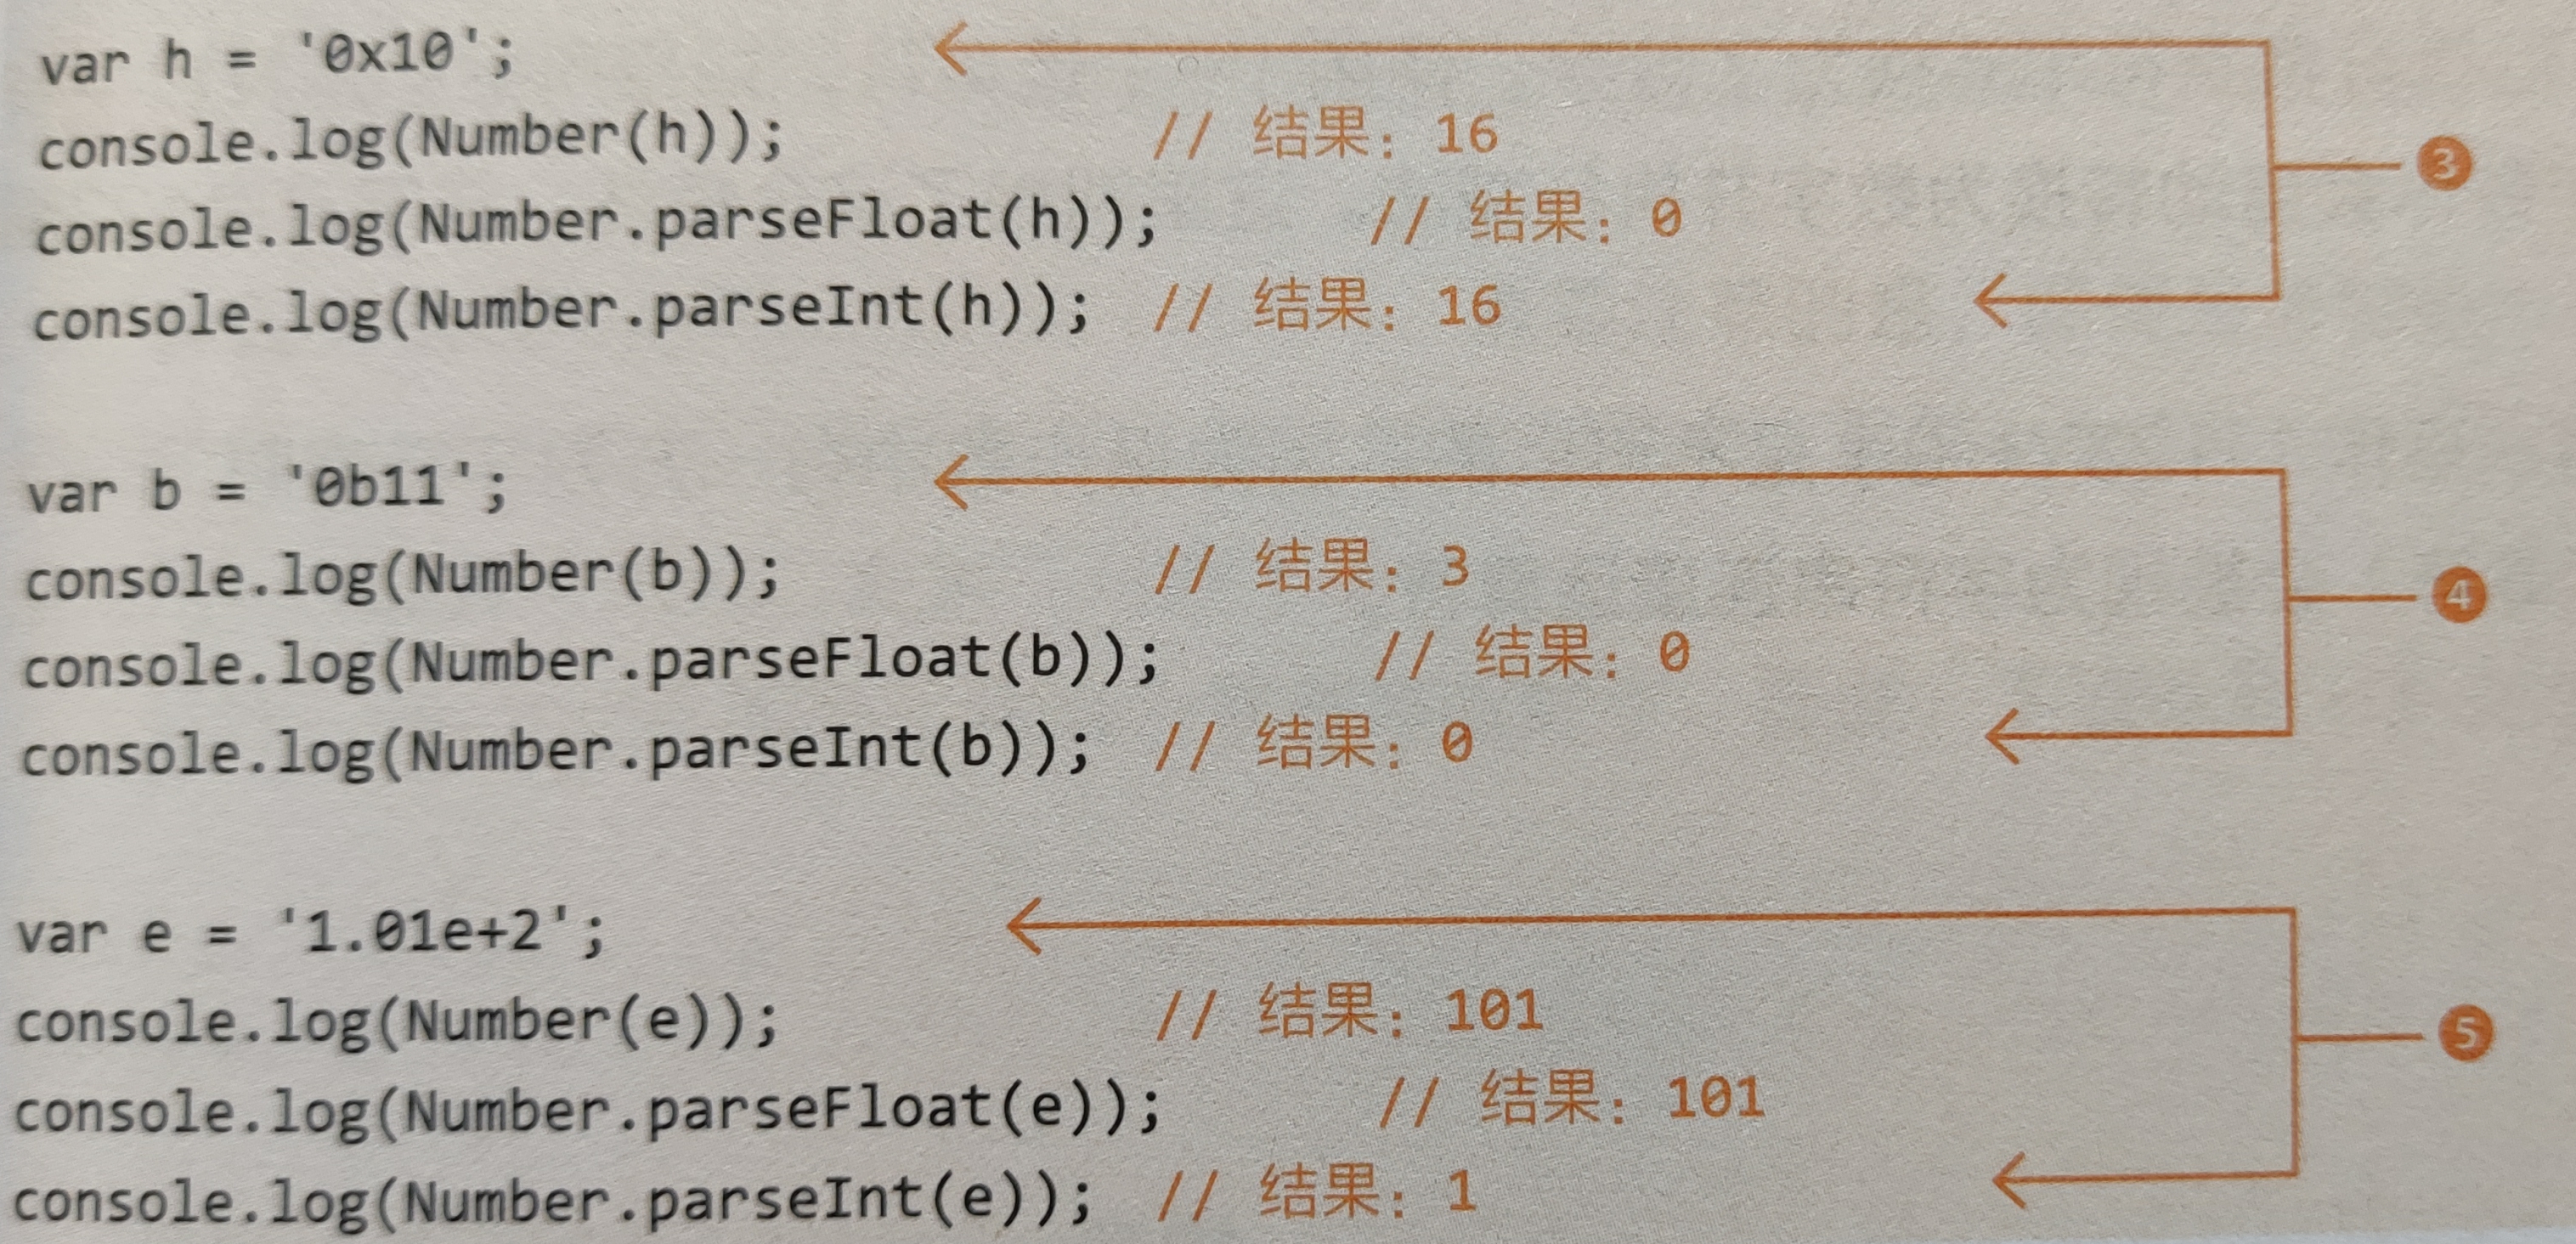 var h = '0x10';
console.log(Number(h)); // 结果：16
console.log(Number.parseFloat(h)); // 结果：0
console.log(Number.parseInt(h)); // 结果：16
3
var b = '0b11';
console.log(Number(b)); // 结果：3
console.log(Number.parseFloat(b)); // 结果：0
console.log(Number.parseInt(b)); // 结果：0
4
var e = '1.01e+2';
console.log(Number(e)); // 结果：101
console.log(Number.parseFloat(e)); // 结果：101
console.log(Number.parseInt(e)); // 结果：1
5